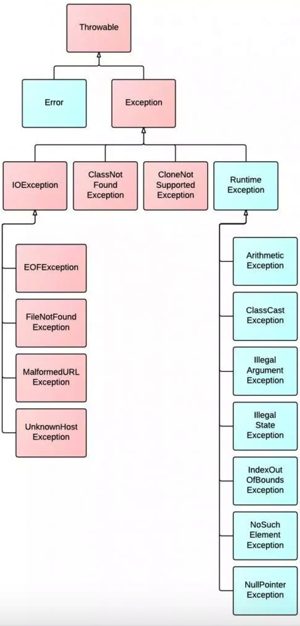 Throwable
Error
Exception
IOException
ClassNot
Found
Exception
CloneNot
Supported
Exception
Runtime
Exception
EOFException
FileNotFound
Exception
MalformedURL
Exception
UnknownHost
Exception
Arithmetic
Exception
ClassCast
Exception
Illegal
Argument
Exception
Illegal
State
Exception
IndexOut
OfBounds
Exception
NoSuch
Element
Exception
NullPointer
Exception